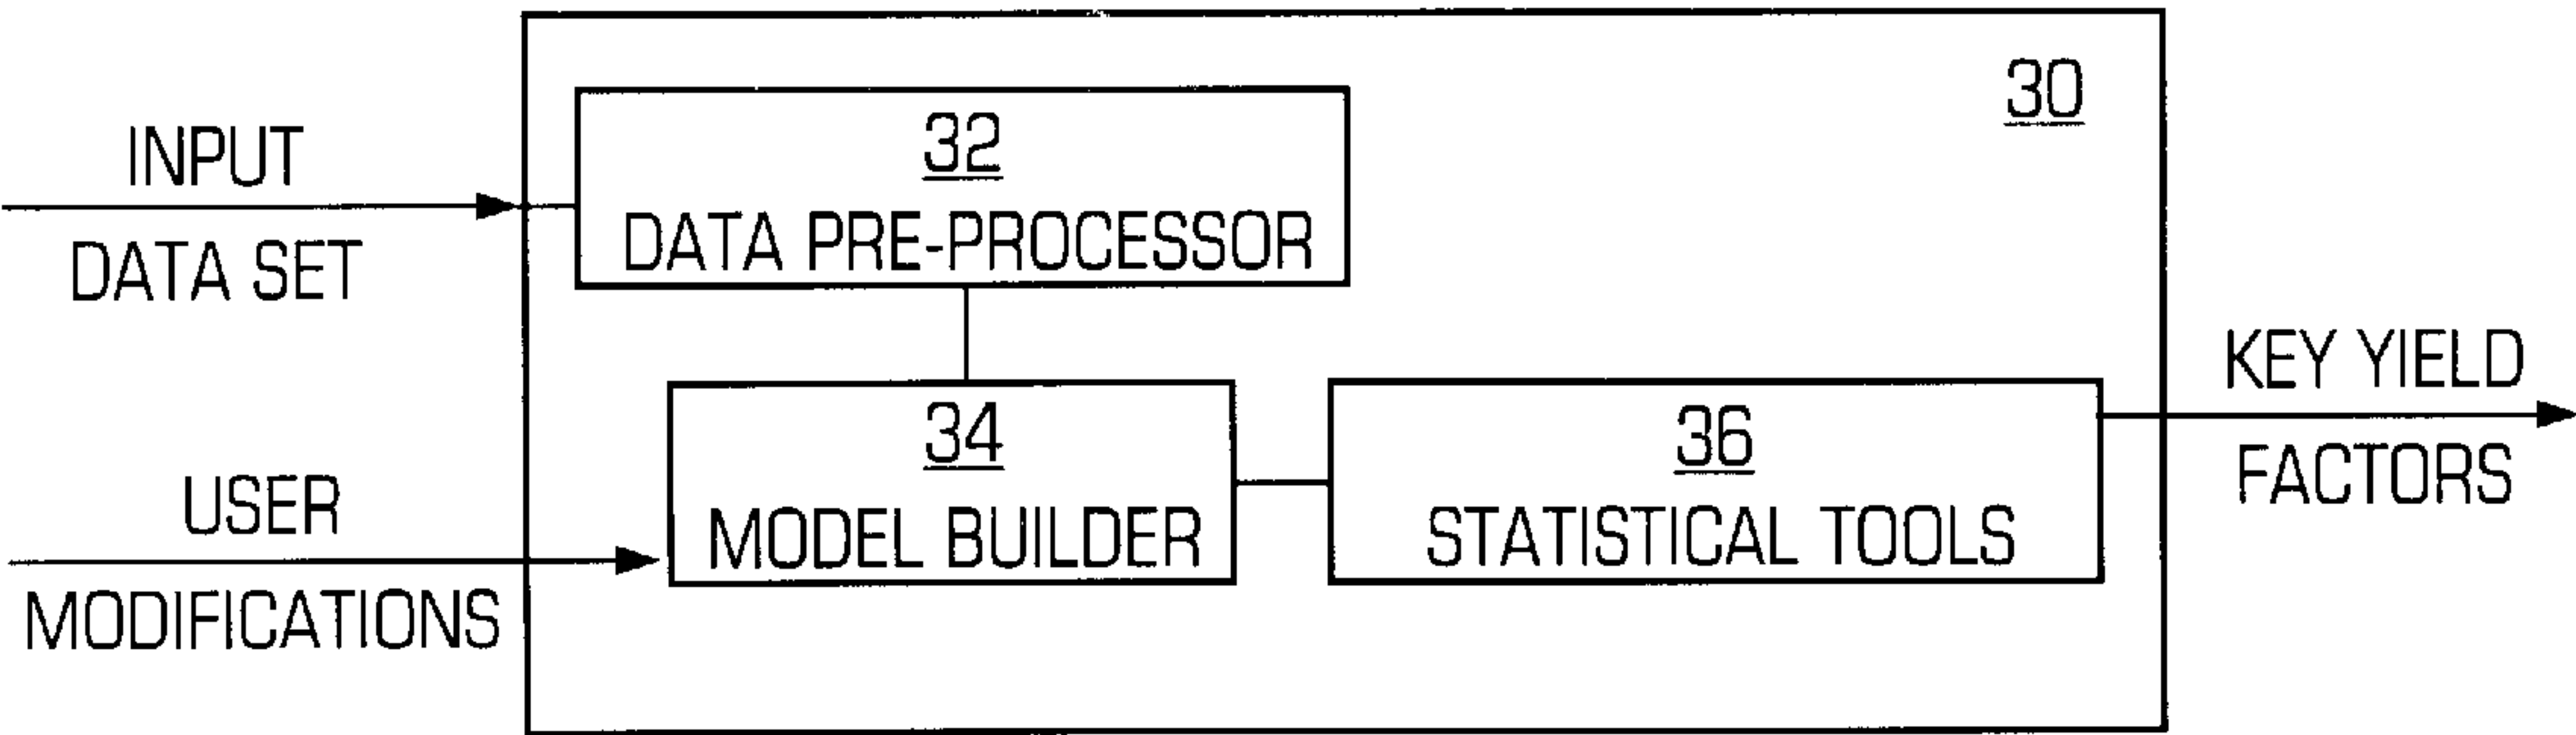 30
INPUT
DATA SET
32
DATA PRE-PROCESSOR
USER
MODIFICATIONS
34
MODEL BUILDER
36
STATISTICAL TOOLS
KEY YIELD
FACTORS